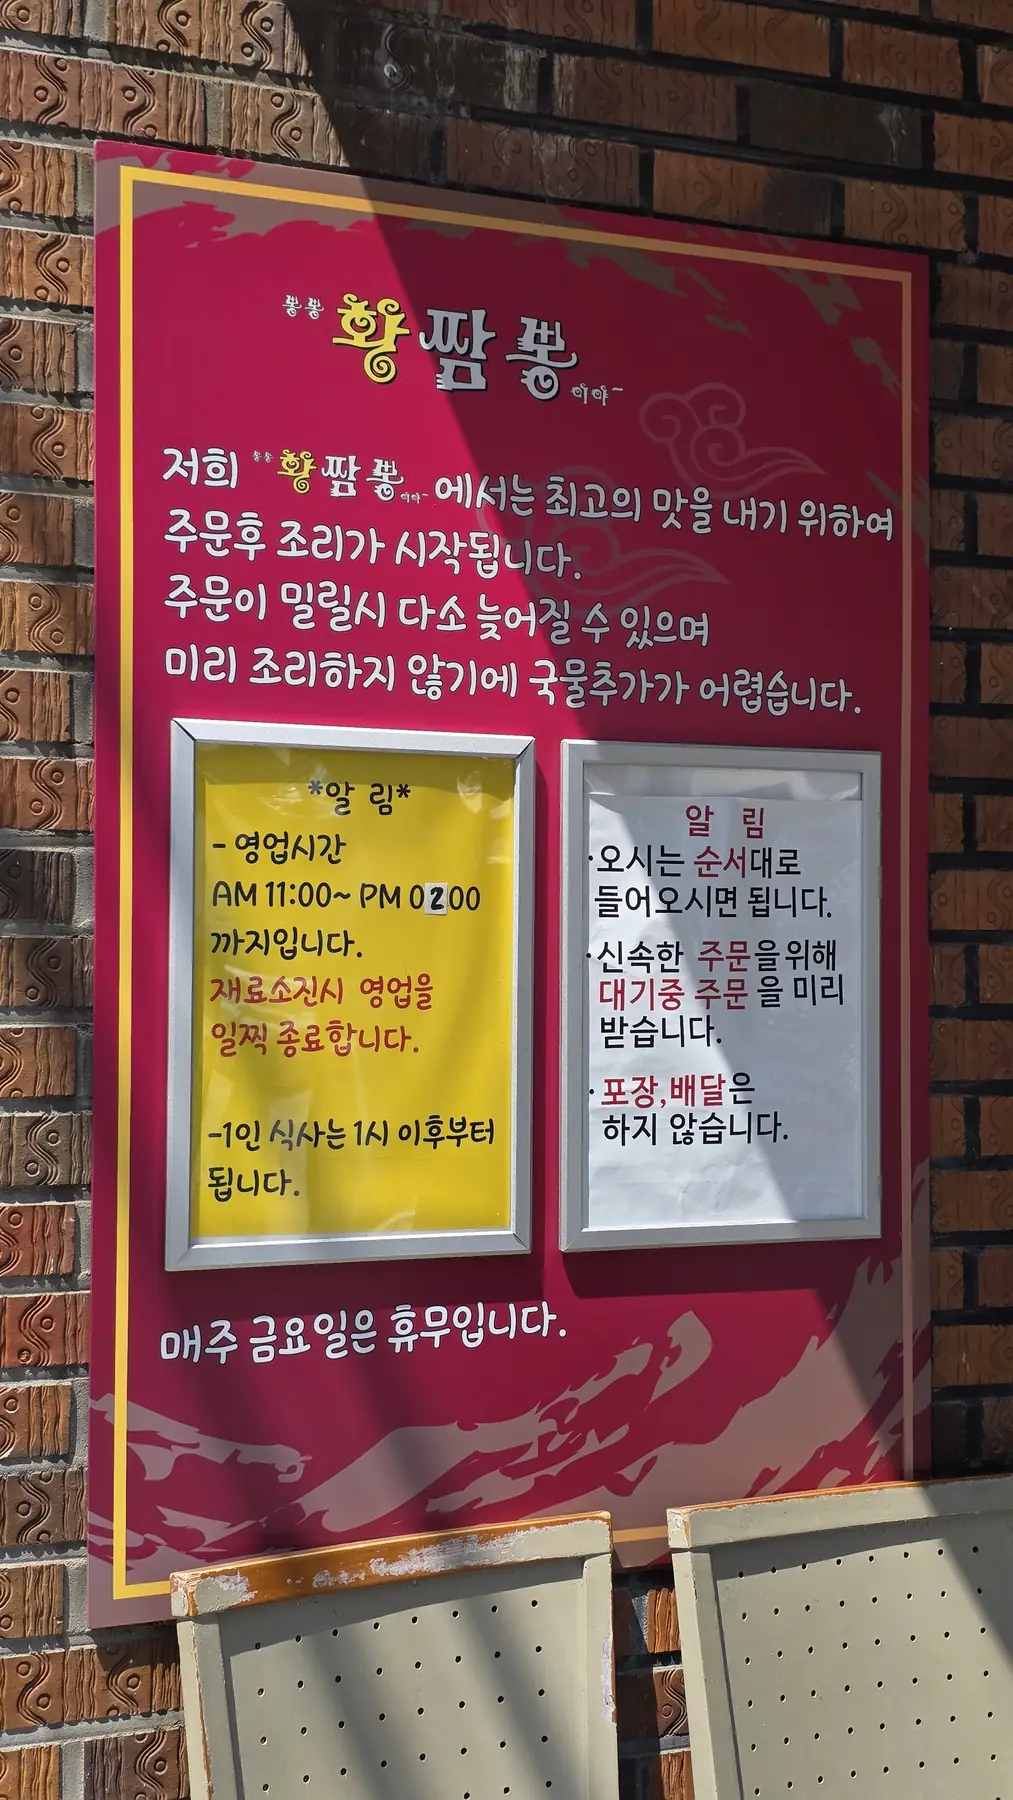 뽕뽕 황짬뽕 이야~
저희 뽕뽕 황짬뽕 이야~ 에서는 최고의 맛을 내기 위하여
주문후 조리가 시작됩니다.
주문이 밀릴시 다소 늦어질 수 있으며
미리 조리하지 않기에 국물추가가 어렵습니다.
*알 림*
- 영업시간
AM 11:00~ PM 02:00
까지입니다.
재료소진시 영업을
일찍 종료합니다.
-1인 식사는 1시 이후부터
됩니다.
알 림
·오시는 순서대로
들어오시면 됩니다.
·신속한 주문을 위해
대기중 주문을 미리
받습니다.
·포장,배달은
하지 않습니다.
매주 금요일은 휴무입니다.